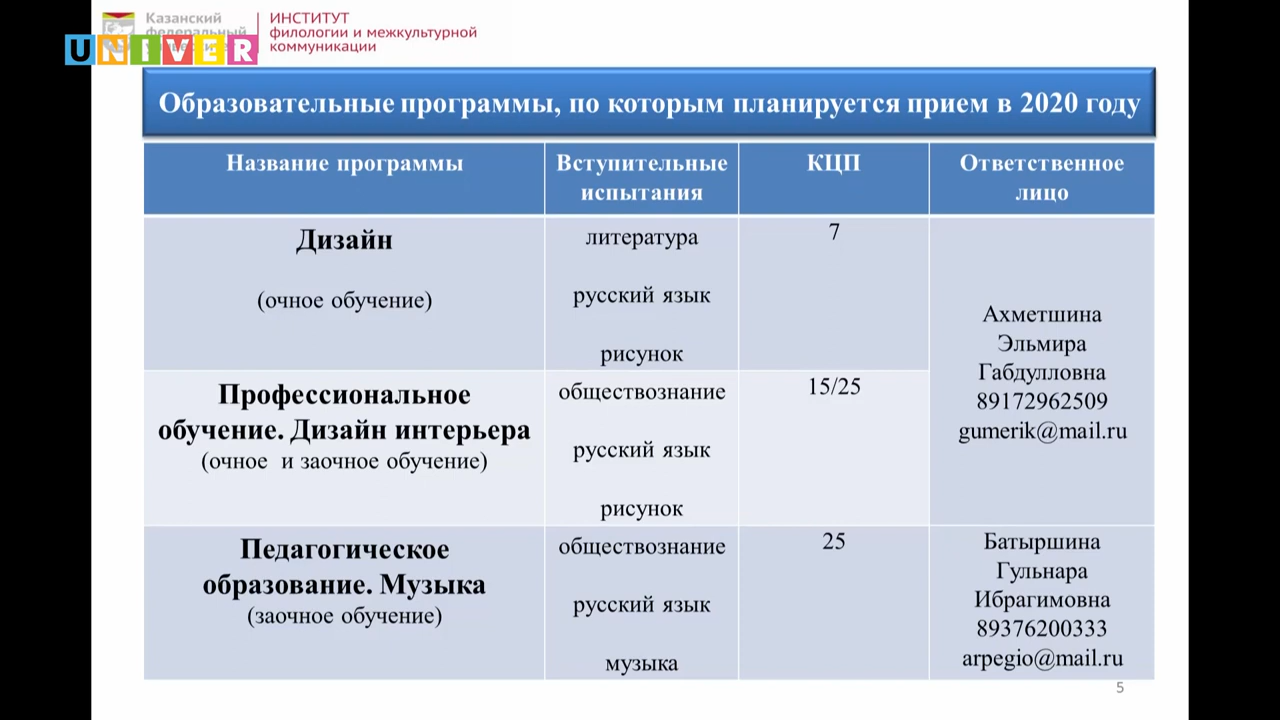 Казанский
федеральный
ИНСТИТУТ
филологии и межкультурной
коммуникации
UNIVER
Образовательные программы, по которым планируется прием в 2020 году
Название программы
Вступительные
испытания
КЦП
Ответственное
лицо
Дизайн
(очное обучение)
литература
русский язык
рисунок
7
Ахметшина
Эльмира
Габдулловна
89172962509
gumerik@mail.ru
Профессиональное
обучение. Дизайн интерьера
(очное и заочное обучение)
обществознание
русский язык
рисунок
15/25
Педагогическое
образование. Музыка
(заочное обучение)
обществознание
русский язык
музыка
25
Батыршина
Гульнара
Ибрагимовна
89376200333
arpegio@mail.ru
5